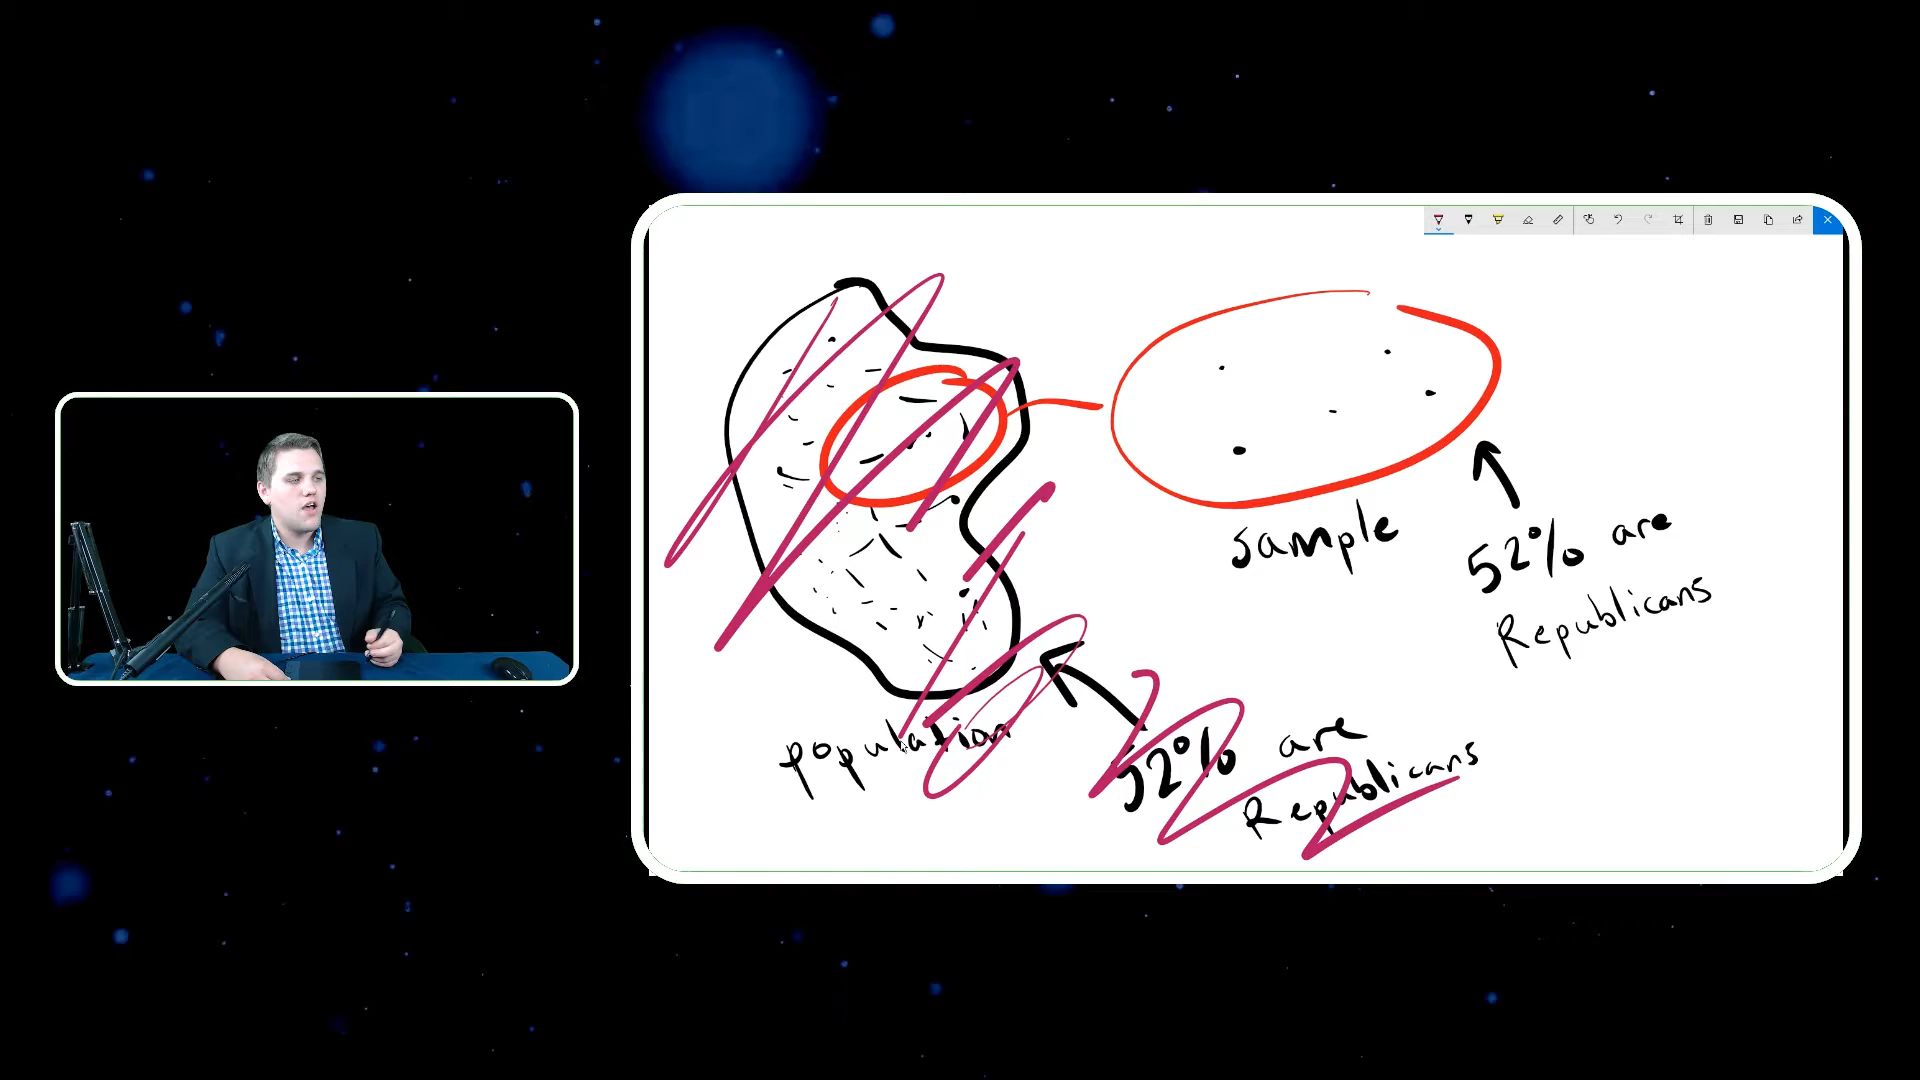 sample
52% are
Republicans
population
52% are
Republicans